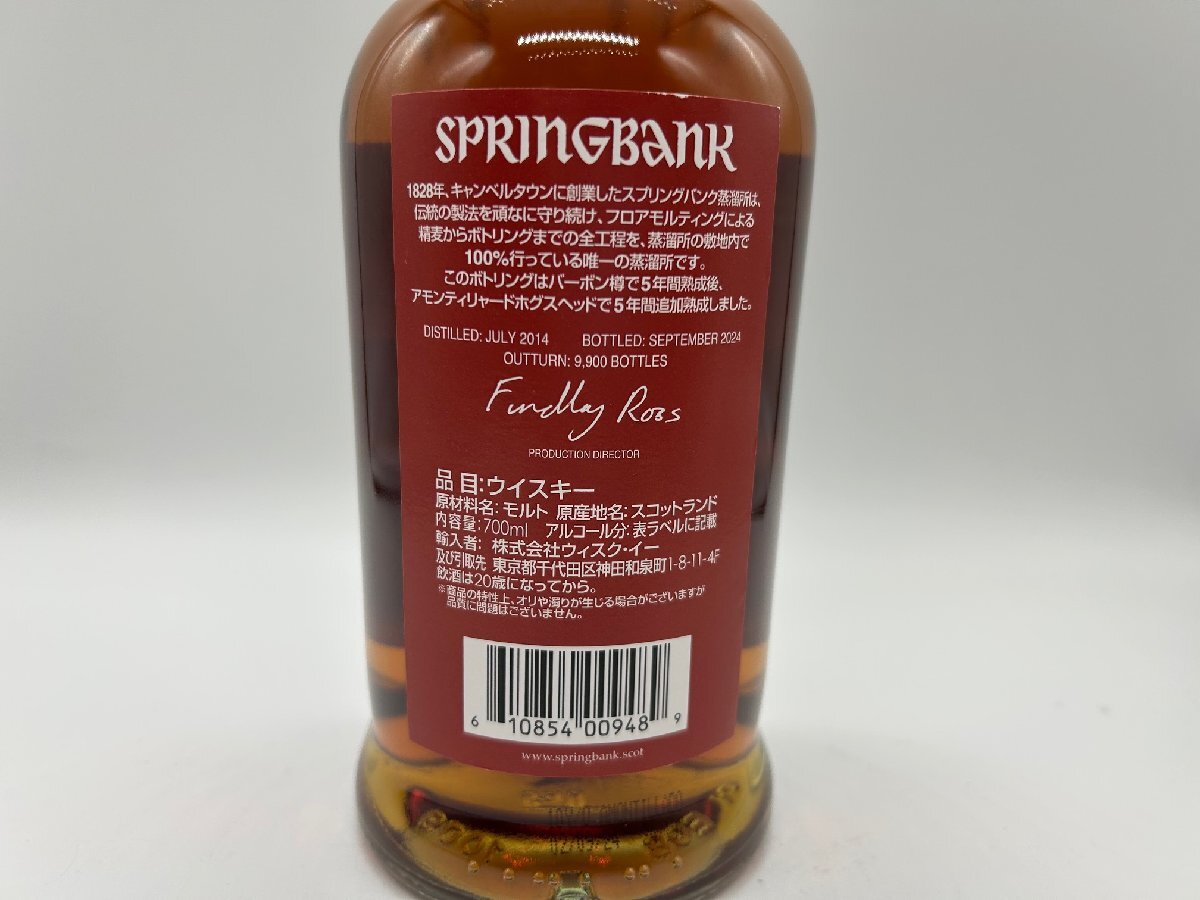 SPRINGBANK
1828年、キャンベルタウンに創業したスプリングバンク蒸溜所は、
伝統の製法を頑なに守り続け、フロアモルティングによる
精麦からボトリングまでの全工程を、蒸溜所の敷地内で
100%行っている唯一の蒸溜所です。
このボトリングはバーボン樽で5年間熟成後、
アモンティリャードホグスヘッドで5年間追加熟成しました。
DISTILLED: JULY 2014 BOTTLED: SEPTEMBER 2024
OUTTURN: 9,900 BOTTLES
Findlay Ross
PRODUCTION DIRECTOR
品目:ウイスキー
原材料名: モルト 原産地名: スコットランド
内容量:700ml アルコール分:表ラベルに記載
輸入者: 株式会社ウィスク・イー
及び引取先 東京都千代田区神田和泉町1-8-11-4F
飲酒は20歳になってから。
※商品の特性上、オリや濁りが生じる場合がございますが
品質に問題はございません。
6 10854 00948 9
www.springbank.scot